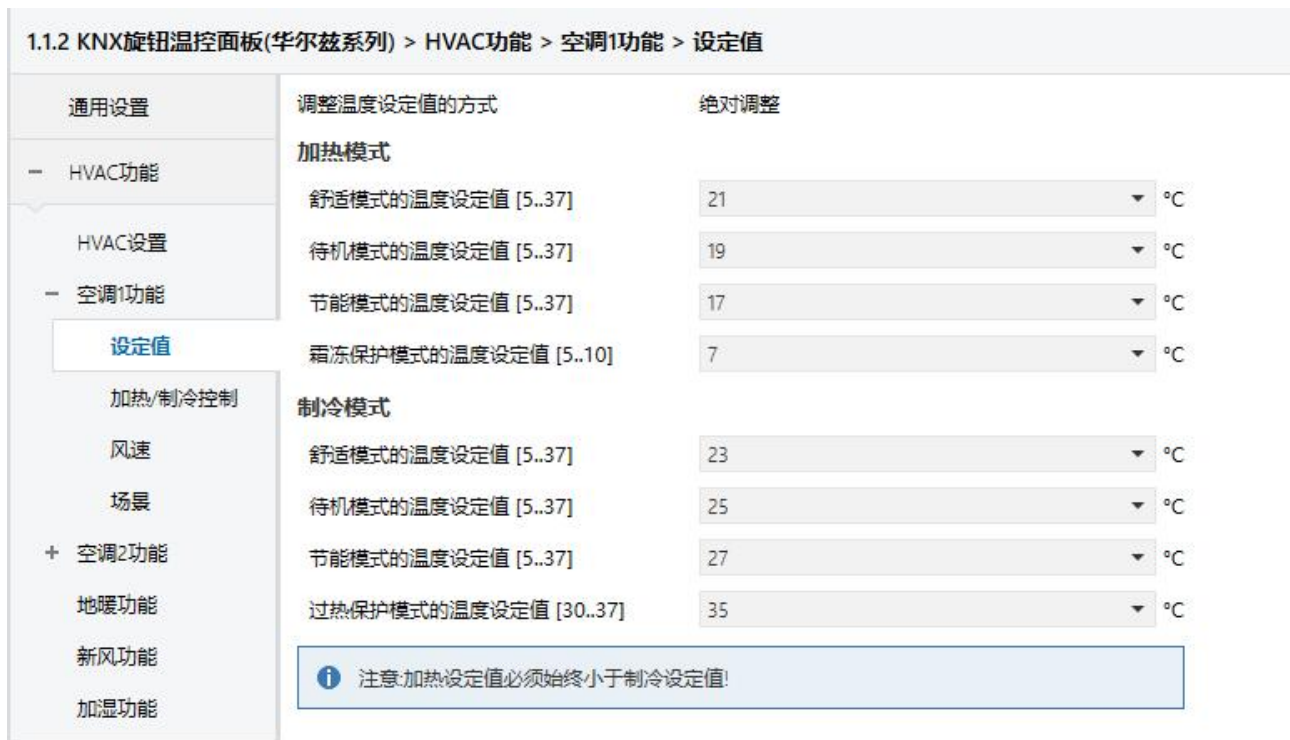 1.1.2 KNX旋钮温控面板(华尔兹系列) > HVAC功能 > 空调1功能 > 设定值
通用设置
HVAC功能
HVAC设置
空调1功能
设定值
加热/制冷控制
风速
场景
空调2功能
地暖功能
新风功能
加湿功能
调整温度设定值的方式 绝对调整
加热模式
舒适模式的温度设定值 [5..37] 21 °C
待机模式的温度设定值 [5..37] 19 °C
节能模式的温度设定值 [5..37] 17 °C
霜冻保护模式的温度设定值 [5..10] 7 °C
制冷模式
舒适模式的温度设定值 [5..37] 23 °C
待机模式的温度设定值 [5..37] 25 °C
节能模式的温度设定值 [5..37] 27 °C
过热保护模式的温度设定值 [30..37] 35 °C
注意:加热设定值必须始终小于制冷设定值!